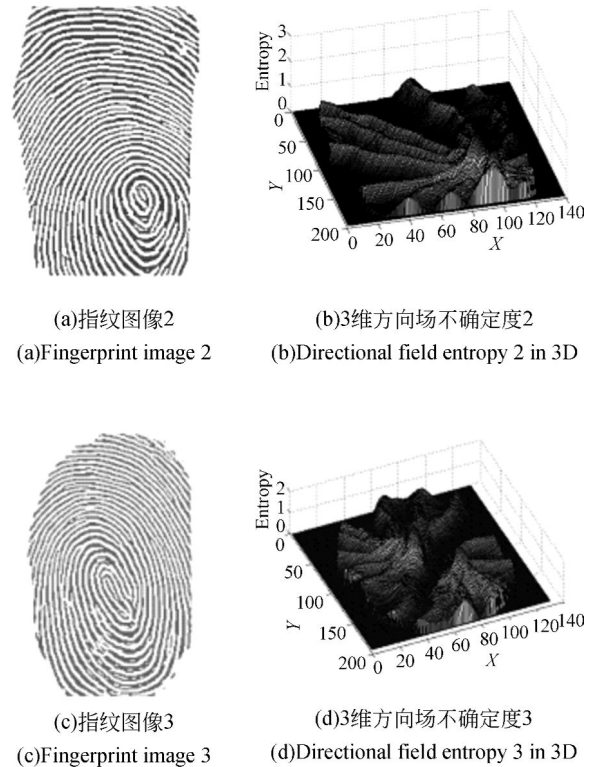 3
2
1
0
Entropy
0
50
100
150
200
Y
0
20
40
60
80
100
120
140
X
(a)指纹图像2
(a)Fingerprint image 2
(b)3维方向场不确定度2
(b)Directional field entropy 2 in 3D
2
1
0
Entropy
0
50
100
150
200
Y
0
20
40
60
80
100
120
140
X
(c)指纹图像3
(c)Fingerprint image 3
(d)3维方向场不确定度3
(d)Directional field entropy 3 in 3D